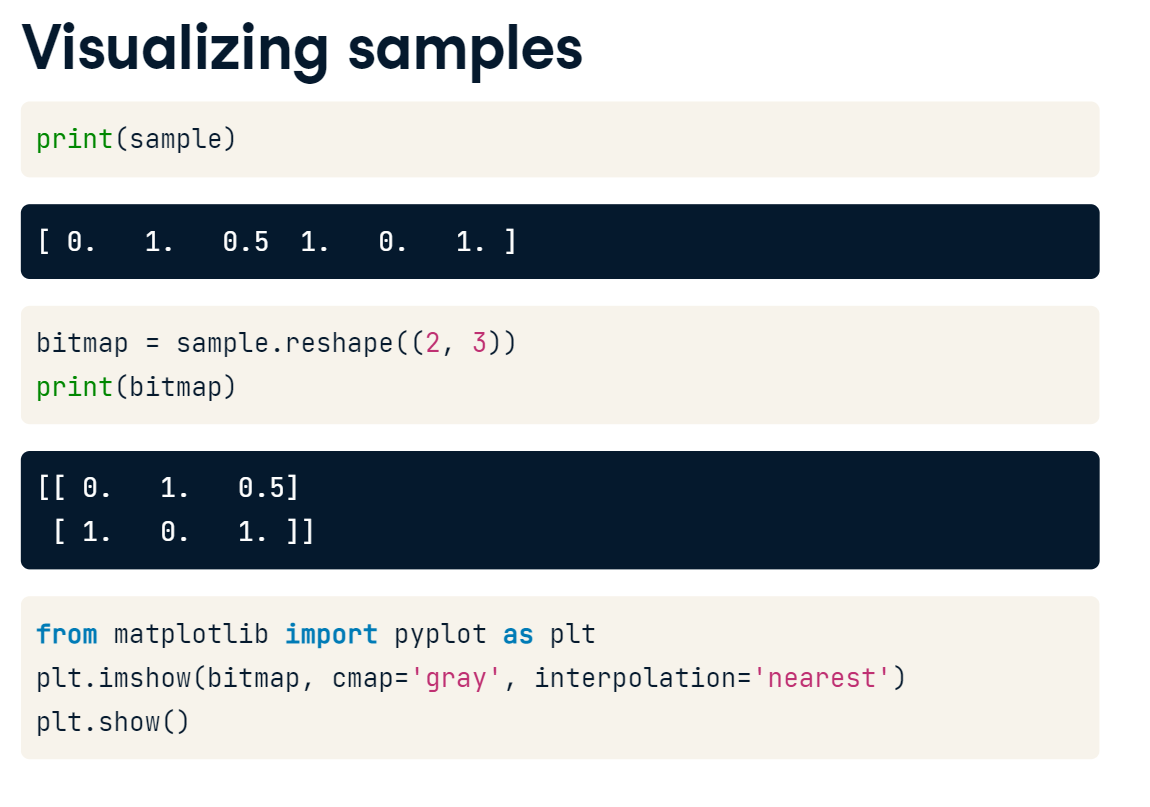 Visualizing samples
print(sample)
[ 0.   1.   0.5  1.   0.   1. ]
bitmap = sample.reshape((2, 3))
print(bitmap)
[[ 0.   1.   0.5]
 [ 1.   0.   1. ]]
from matplotlib import pyplot as plt
plt.imshow(bitmap, cmap='gray', interpolation='nearest')
plt.show()